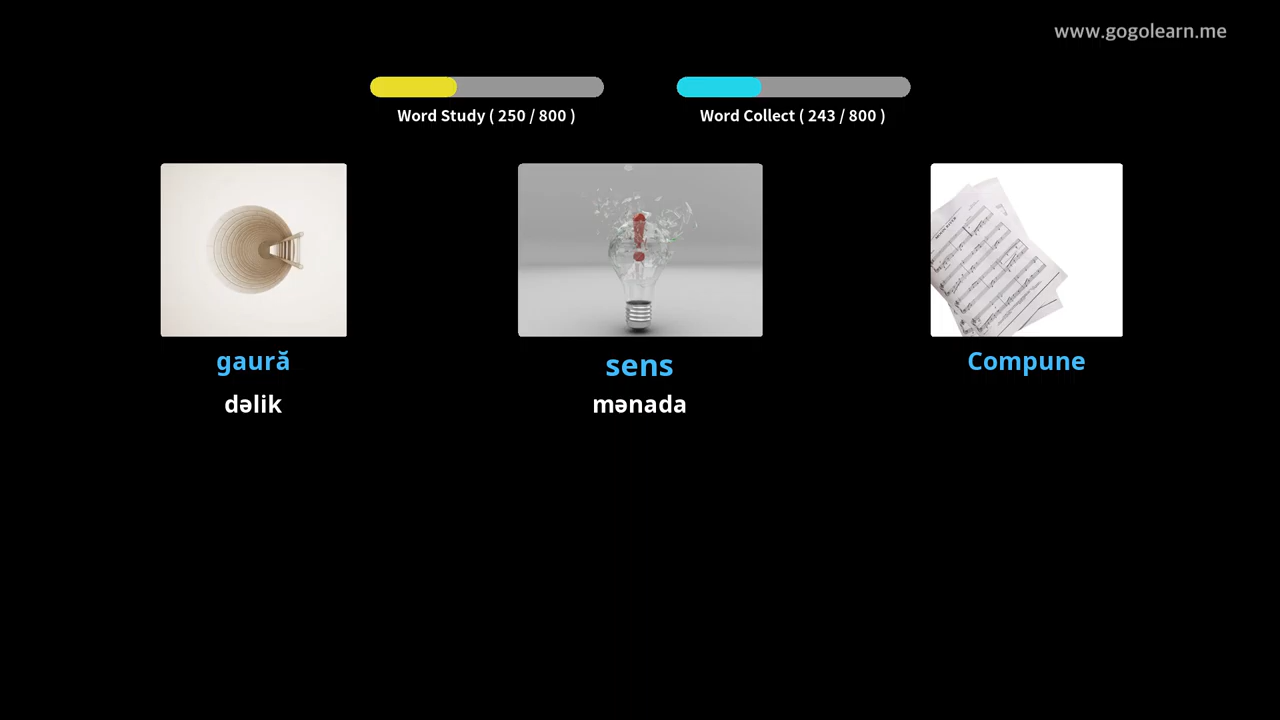 www.gogolearn.me
Word Study ( 250 / 800 )
Word Collect ( 243 / 800 )
gaură
sens
Compune
dəlik
mənada